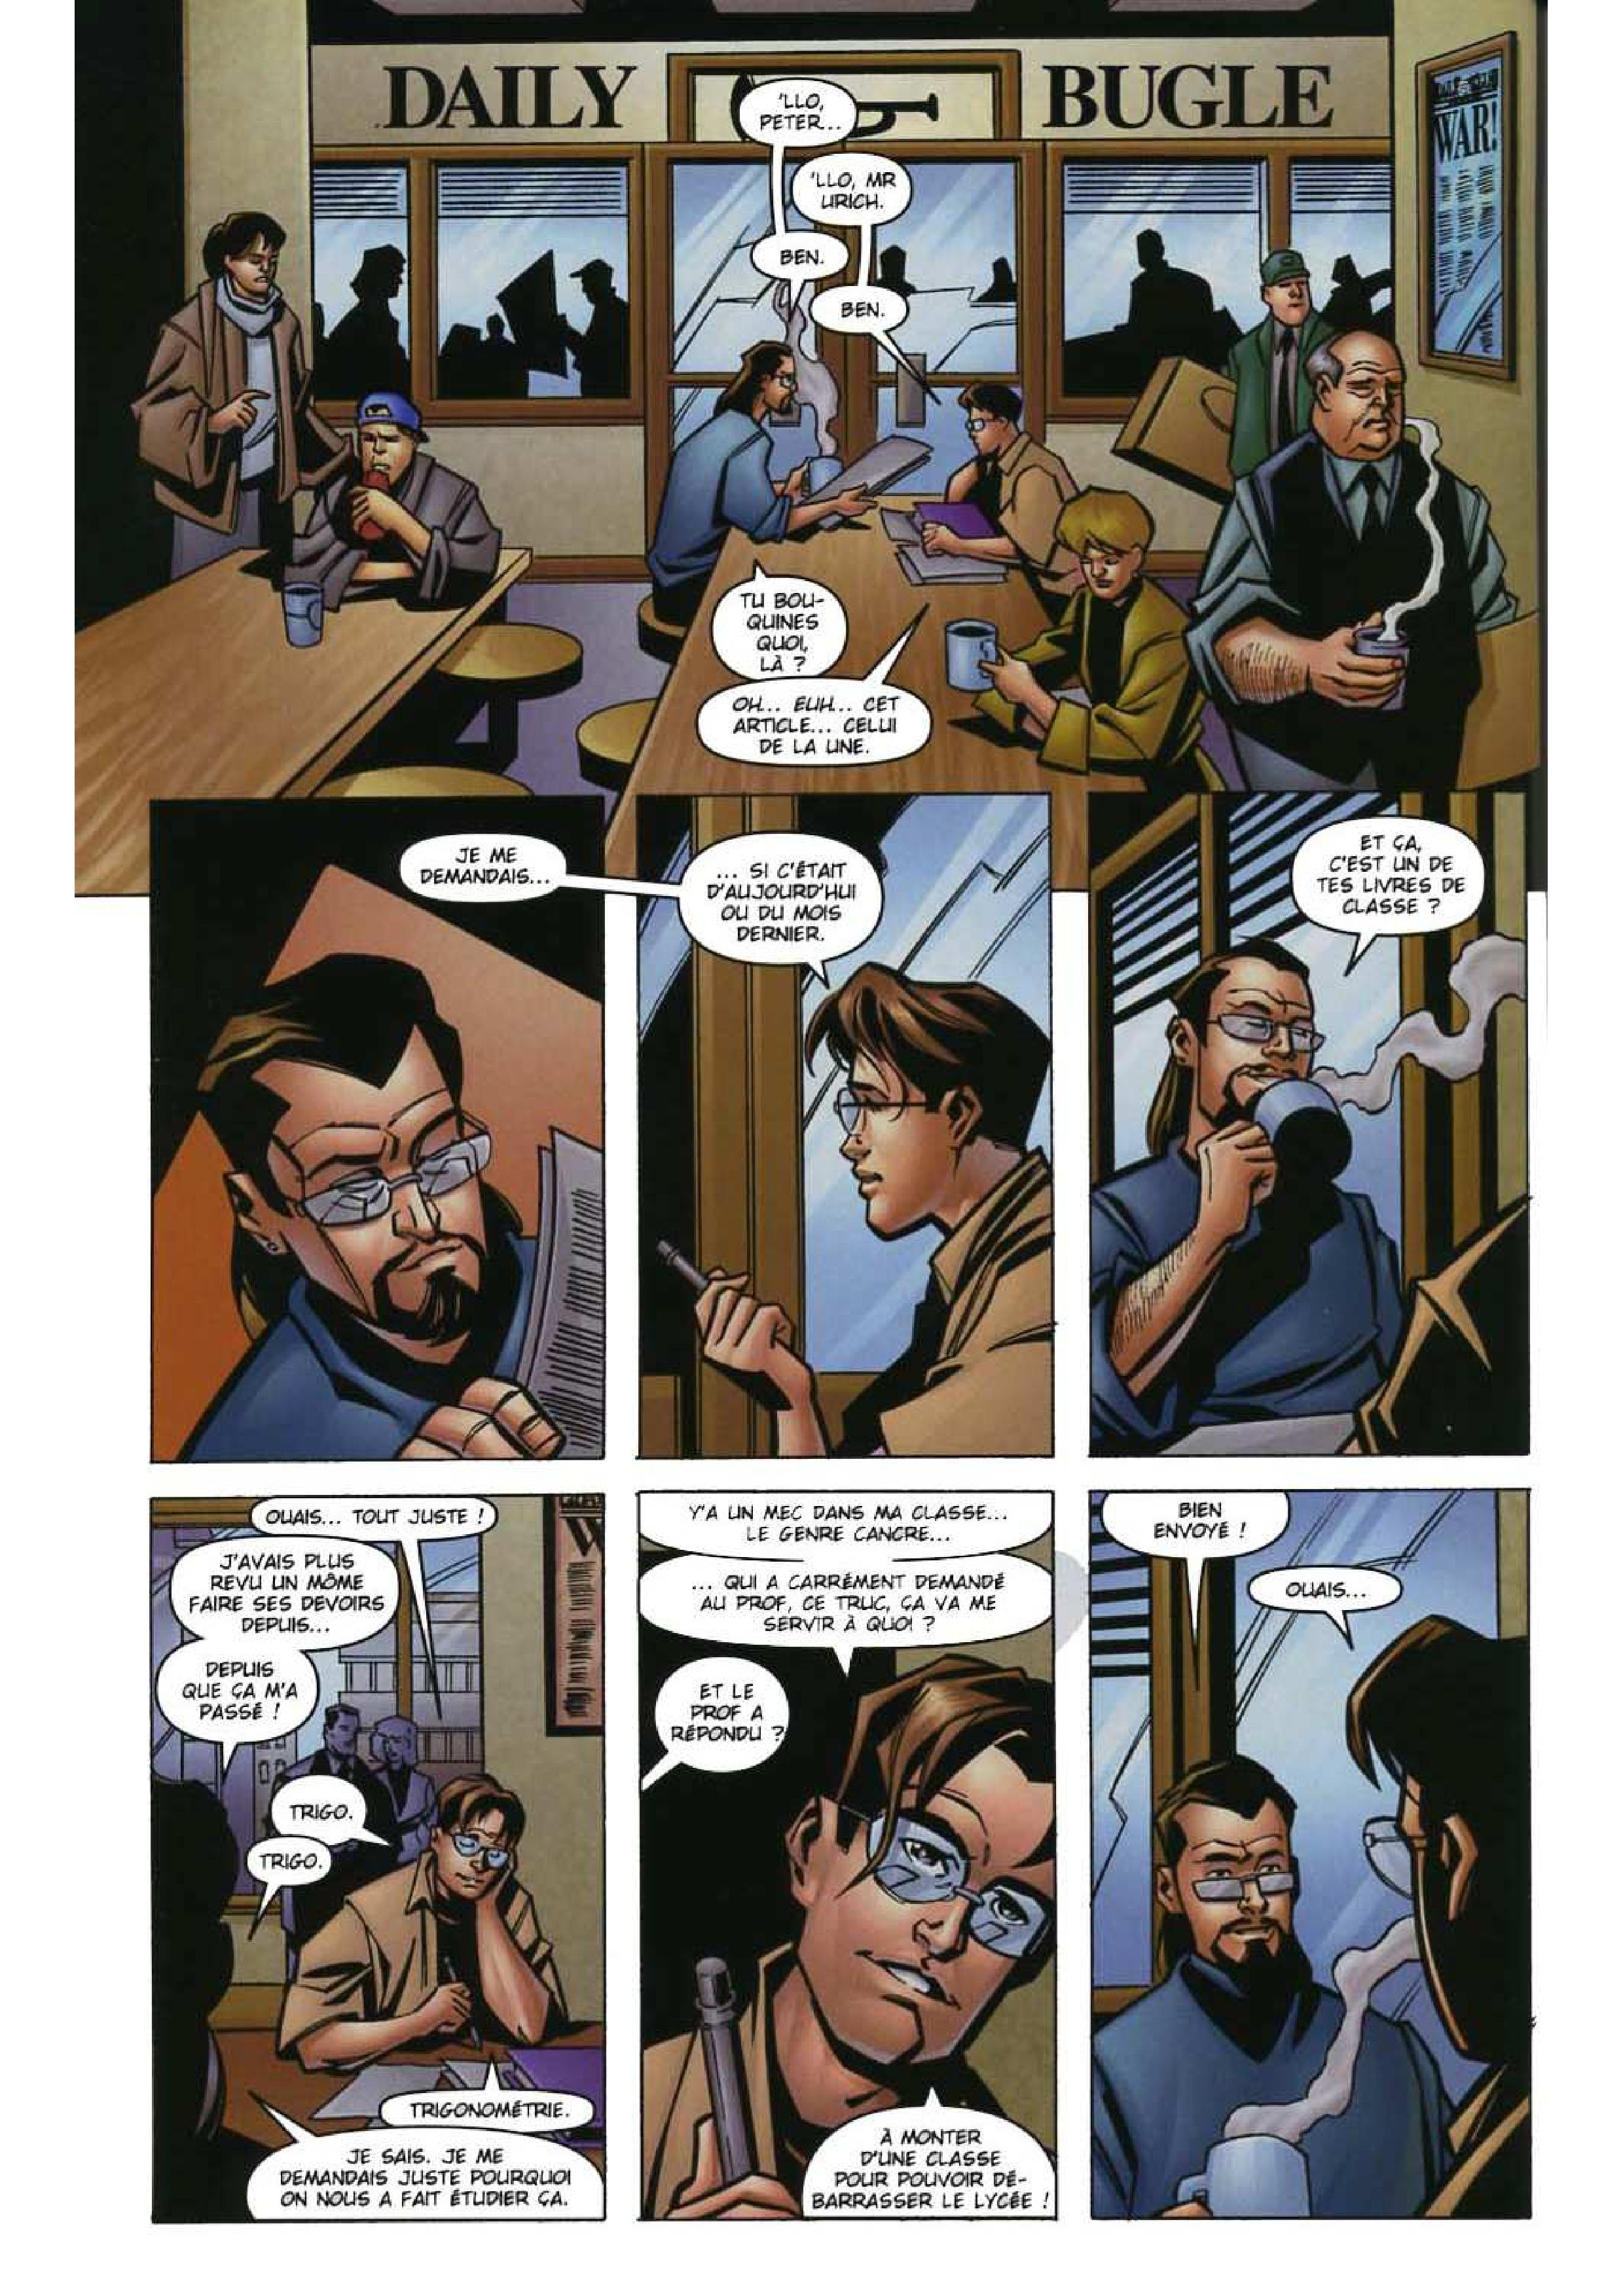 DAILY
BUGLE
WAR!
'LLO,
PETER...
'LLO, MR
URICH.
BEN.
BEN.
TU BOU-
QUINES
QUOI,
LÀ ?
OH... EUH... CET
ARTICLE... CELUI
DE LA UNE.
JE ME
DEMANDAIS...
... SI C'ÉTAIT
D'AUJOURD'HUI
OU DU MOIS
DERNIER.
ET ÇA,
C'EST UN DE
TES LIVRES DE
CLASSE ?
OUAIS... TOUT JUSTE !
J'AVAIS PLUS
REVU UN MÔME
FAIRE SES DEVOIRS
DEPUIS...
DEPUIS
QUE ÇA M'A
PASSÉ !
TRIGO.
TRIGO.
TRIGONOMÉTRIE.
JE SAIS. JE ME
DEMANDAIS JUSTE POURQUOI
ON NOUS A FAIT ÉTUDIER ÇA.
Y'A UN MEC DANS MA CLASSE...
LE GENRE CANCRE...
... QUI A CARRÉMENT DEMANDÉ
AU PROF, CE TRUC, ÇA VA ME
SERVIR À QUOI ?
ET LE
PROF A
RÉPONDU ?
À MONTER
D'UNE CLASSE
POUR POUVOIR DÉ-
BARRASSER LE LYCÉE !
BIEN
ENVOYÉ !
OUAIS...